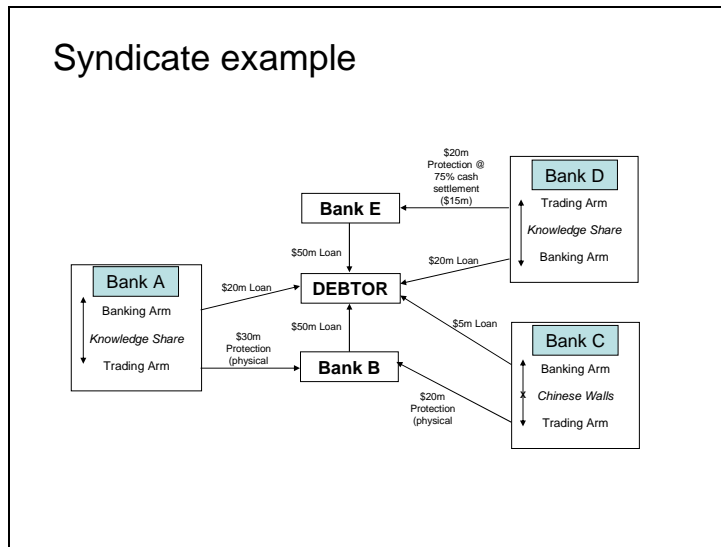 Syndicate example
$20m
Protection @
75% cash
settlement
($15m)
Bank D
Trading Arm
Knowledge Share
Banking Arm
Bank E
$50m Loan
$20m Loan
Bank A
Banking Arm
Knowledge Share
Trading Arm
$20m Loan
DEBTOR
$50m Loan
$5m Loan
$30m
Protection
(physical
Bank B
Bank C
Banking Arm
x
Chinese Walls
Trading Arm
$20m
Protection
(physical